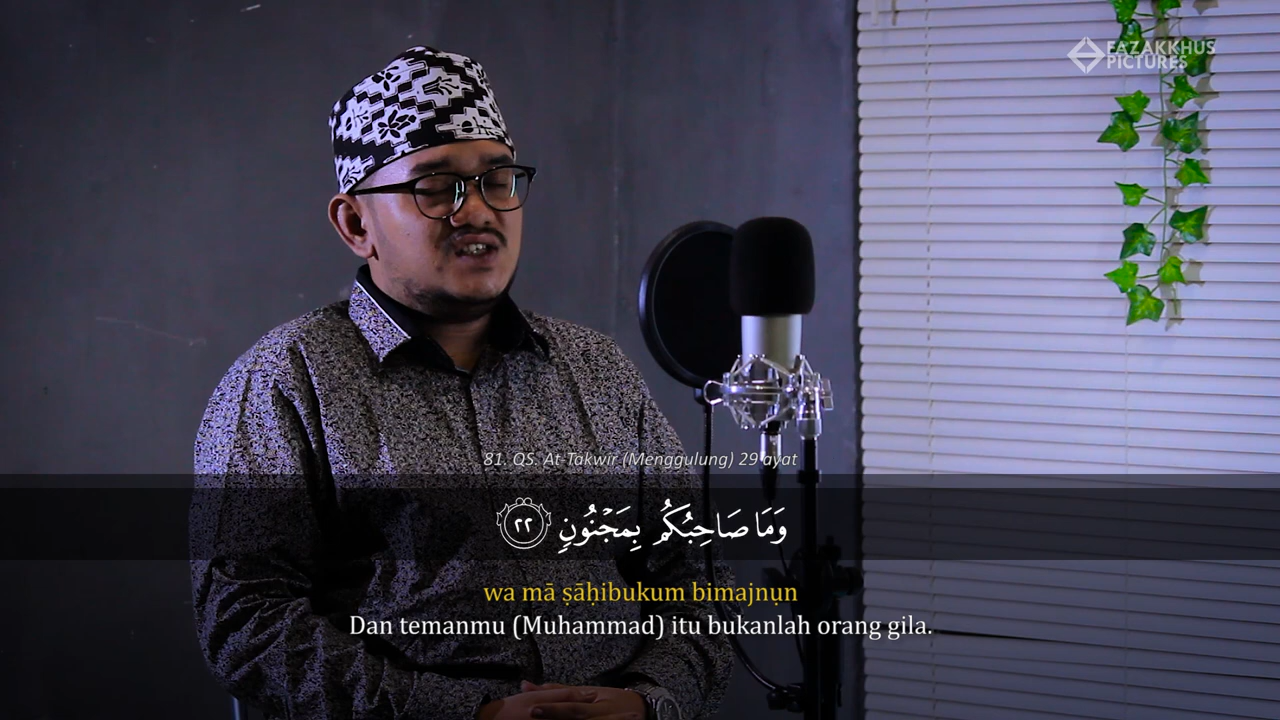 FAZAKKHUS
PICTURES
81. QS. At-Takwir (Menggulung) 29 ayat
وَمَا صَاحِبُكُم بِمَجْنُونٍ ٢٢
wa mā ṣāḥibukum bimajnụn
Dan temanmu (Muhammad) itu bukanlah orang gila.